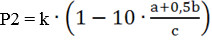 P2 = k · (1 − 10 · (a+0,5b)/c)